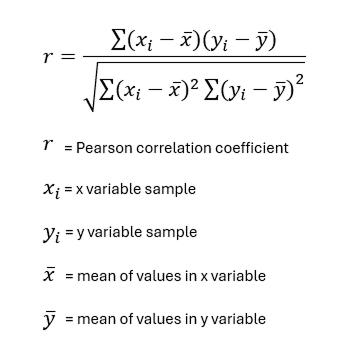 r = ∑(xᵢ − x̄)(yᵢ − ȳ) / √∑(xᵢ − x̄)² ∑(yᵢ − ȳ)²
r = Pearson correlation coefficient
xᵢ = x variable sample
yᵢ = y variable sample
x̄ = mean of values in x variable
ȳ = mean of values in y variable